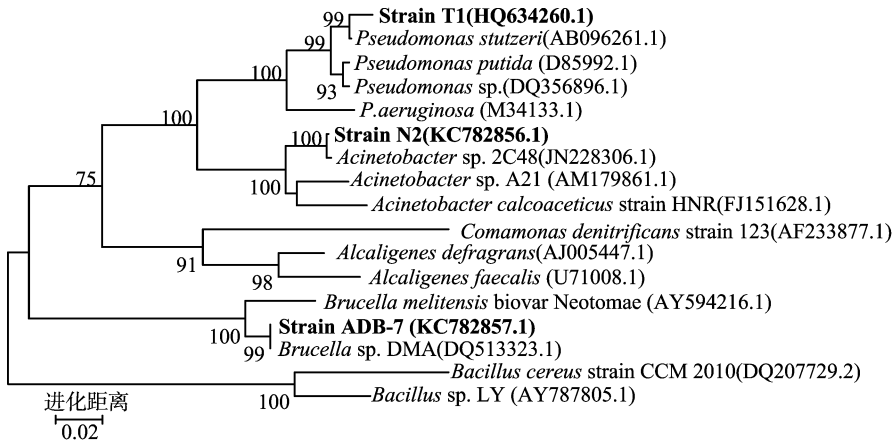 99
Strain T1(HQ634260.1)
Pseudomonas stutzeri(AB096261.1)
99
Pseudomonas putida (D85992.1)
100
Pseudomonas sp.(DQ356896.1)
93
P.aeruginosa (M34133.1)
100
100
Strain N2(KC782856.1)
Acinetobacter sp. 2C48(JN228306.1)
75
Acinetobacter sp. A21 (AM179861.1)
100
Acinetobacter calcoaceticus strain HNR(FJ151628.1)
Comamonas denitrificans strain 123(AF233877.1)
Alcaligenes defragrans(AJ005447.1)
91
98
Alcaligenes faecalis (U71008.1)
Brucella melitensis biovar Neotomae (AY594216.1)
Strain ADB-7 (KC782857.1)
100
99
Brucella sp. DMA(DQ513323.1)
Bacillus cereus strain CCM 2010(DQ207729.2)
100
Bacillus sp. LY (AY787805.1)
进化距离
0.02